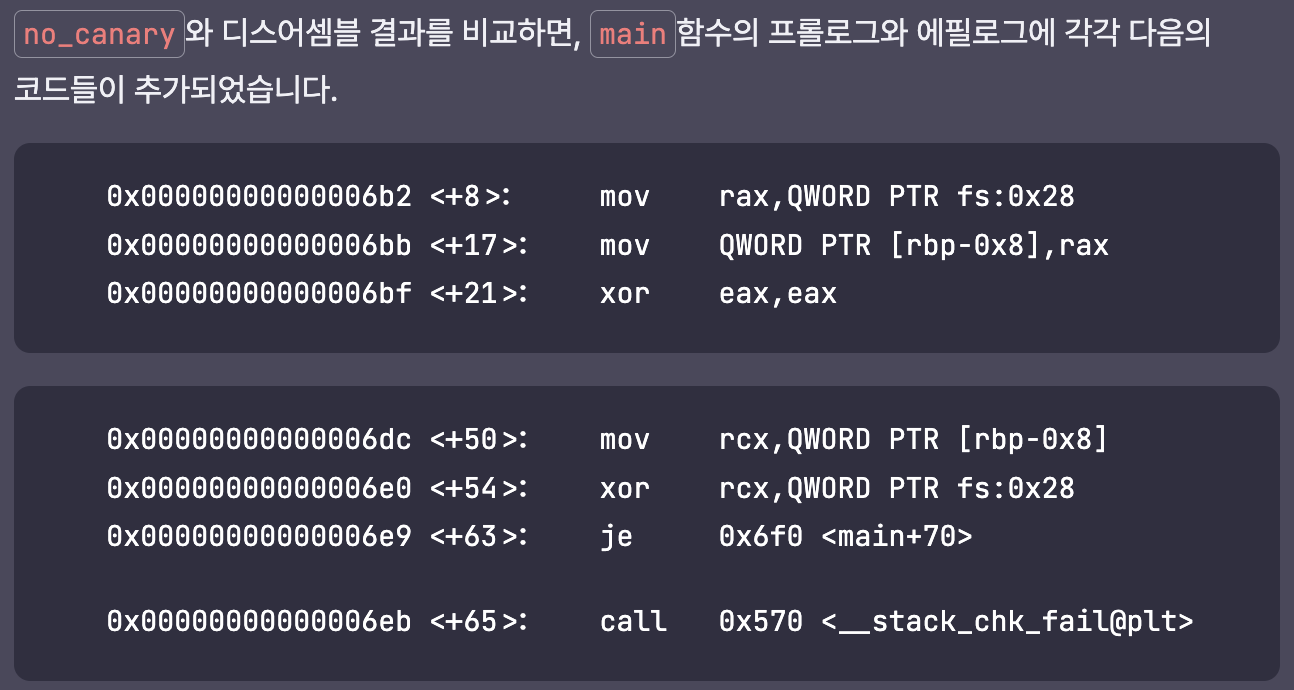 no_canary와 디스어셈블 결과를 비교하면, main함수의 프롤로그와 에필로그에 각각 다음의
코드들이 추가되었습니다.
0x00000000000006b2 <+8>: mov rax,QWORD PTR fs:0x28
0x00000000000006bb <+17>: mov QWORD PTR [rbp-0x8],rax
0x00000000000006bf <+21>: xor eax,eax
0x00000000000006dc <+50>: mov rcx,QWORD PTR [rbp-0x8]
0x00000000000006e0 <+54>: xor rcx,QWORD PTR fs:0x28
0x00000000000006e9 <+63>: je 0x6f0 <main+70>
0x00000000000006eb <+65>: call 0x570 <__stack_chk_fail@plt>